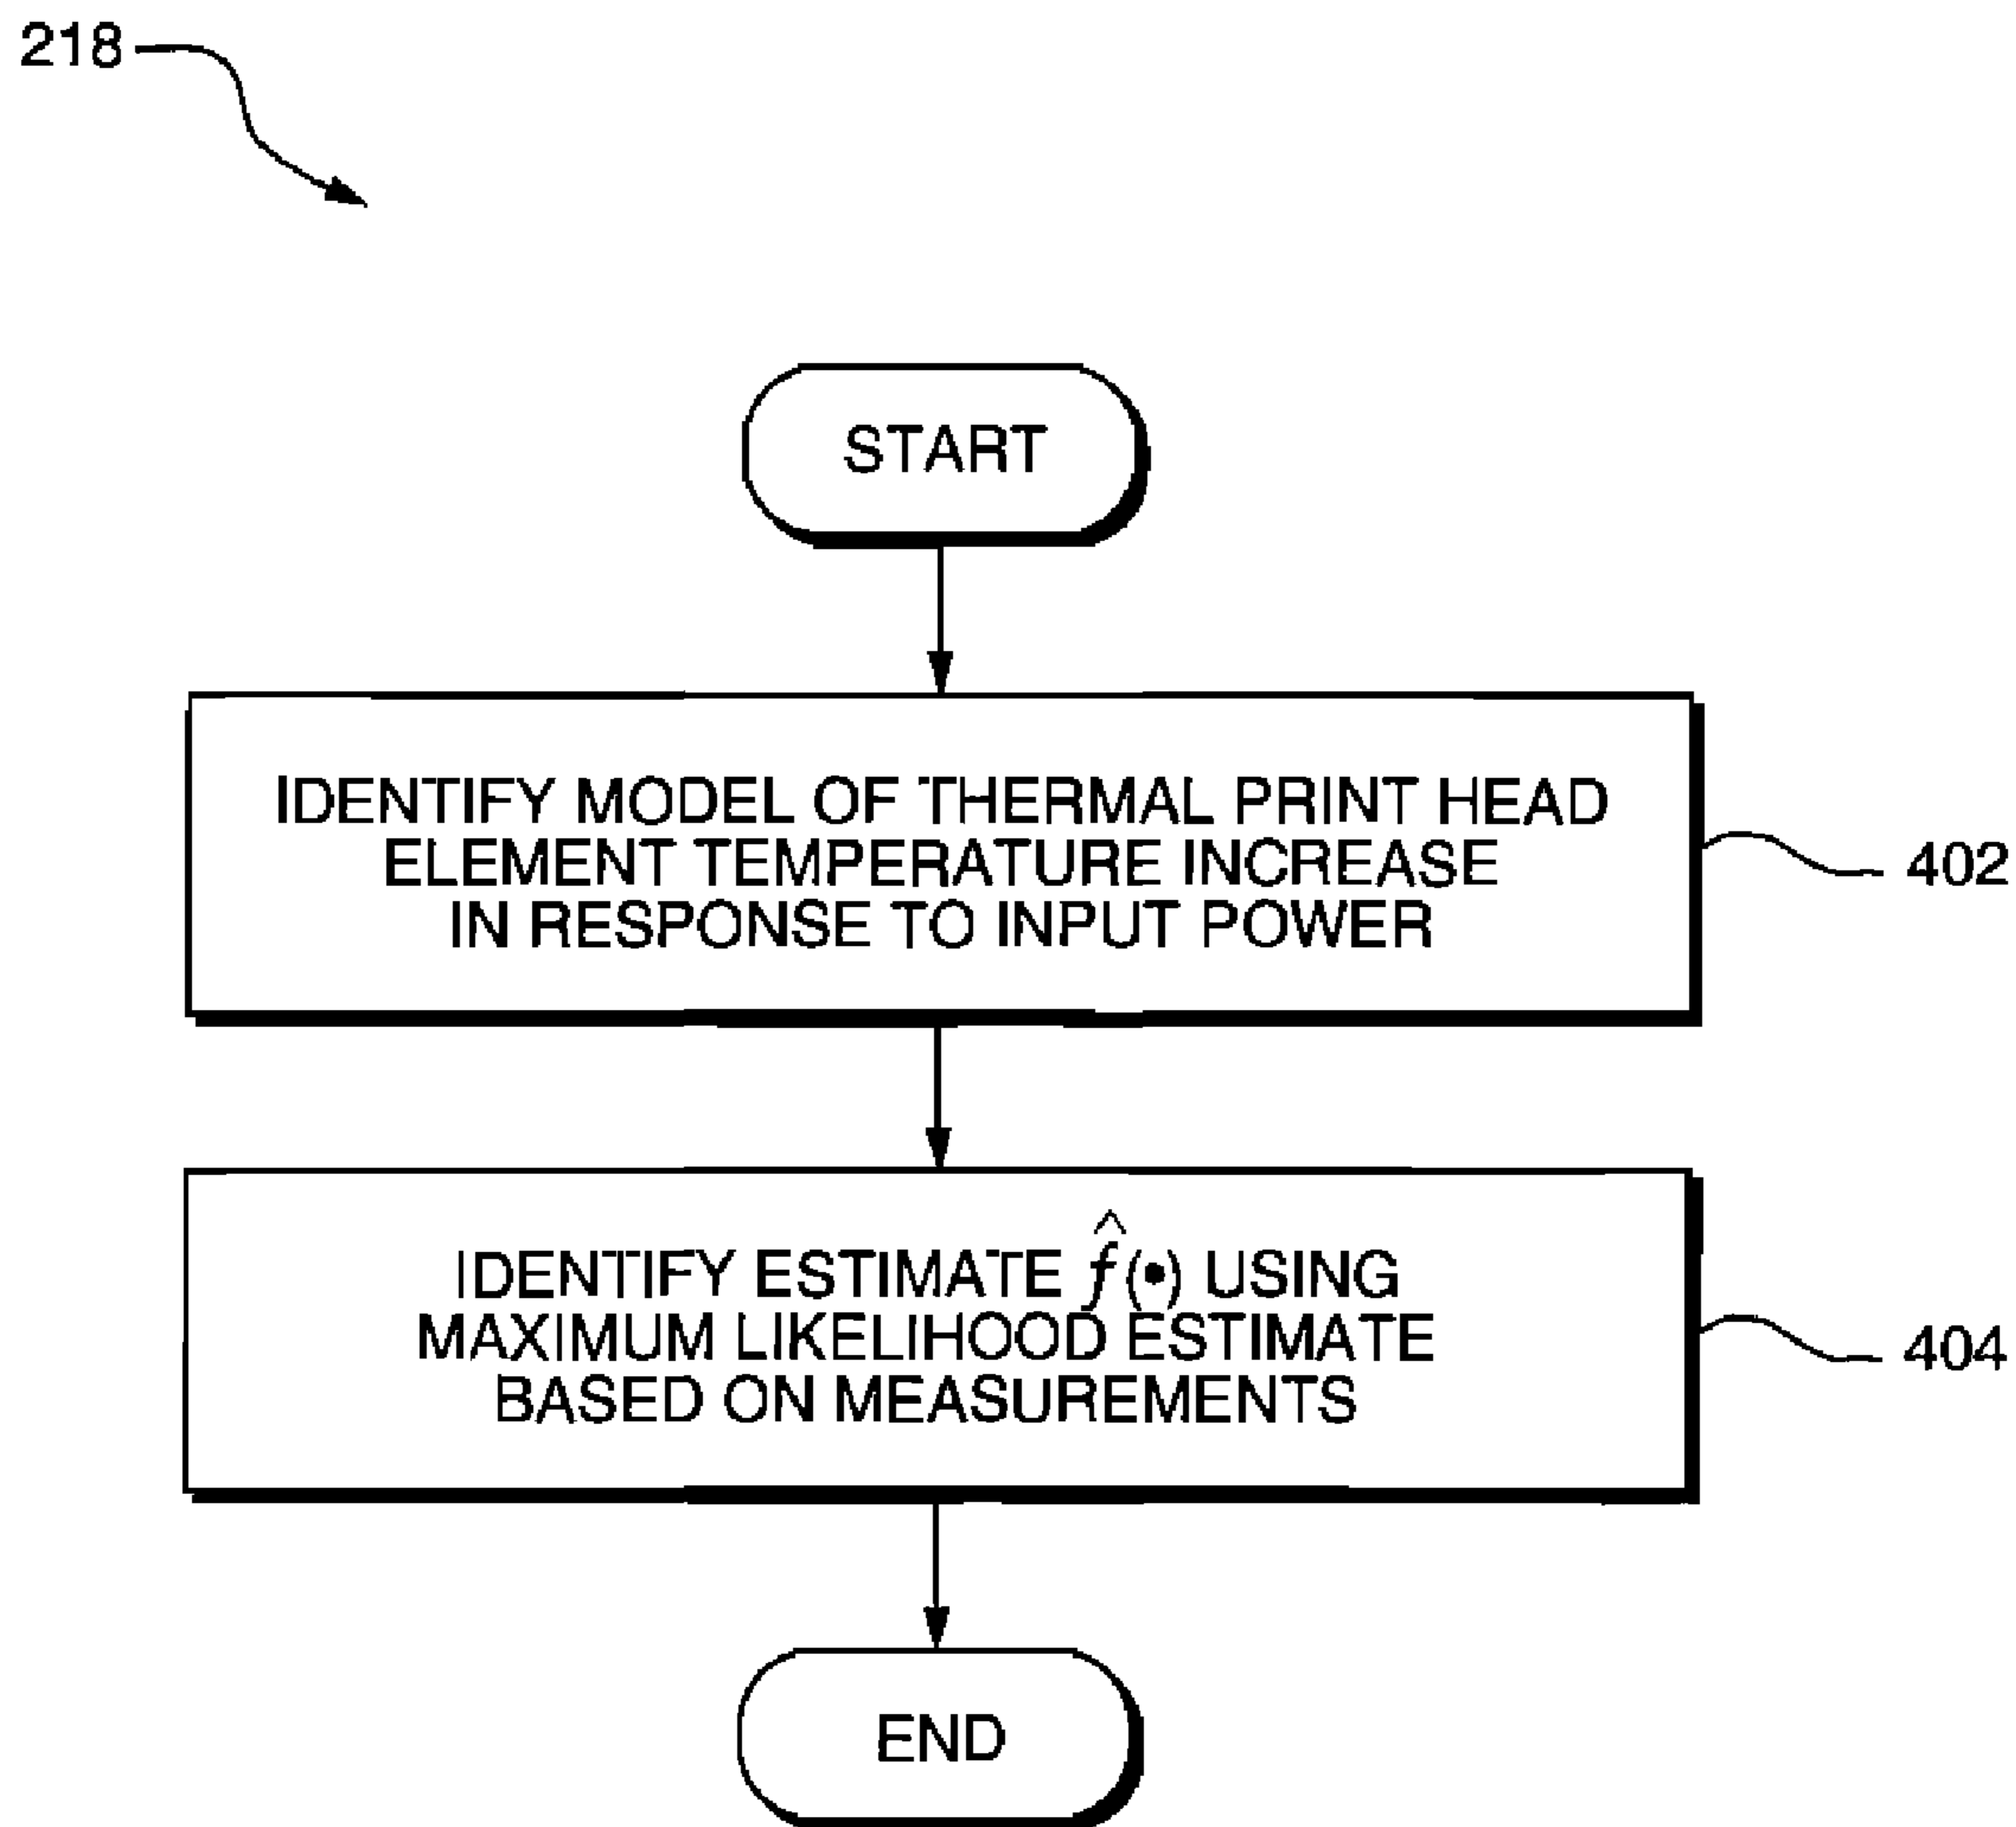 218
START
IDENTIFY MODEL OF THERMAL PRINT HEAD
ELEMENT TEMPERATURE INCREASE
IN RESPONSE TO INPUT POWER
402
IDENTIFY ESTIMATE f̂(•) USING
MAXIMUM LIKELIHOOD ESTIMATE
BASED ON MEASUREMENTS
404
END